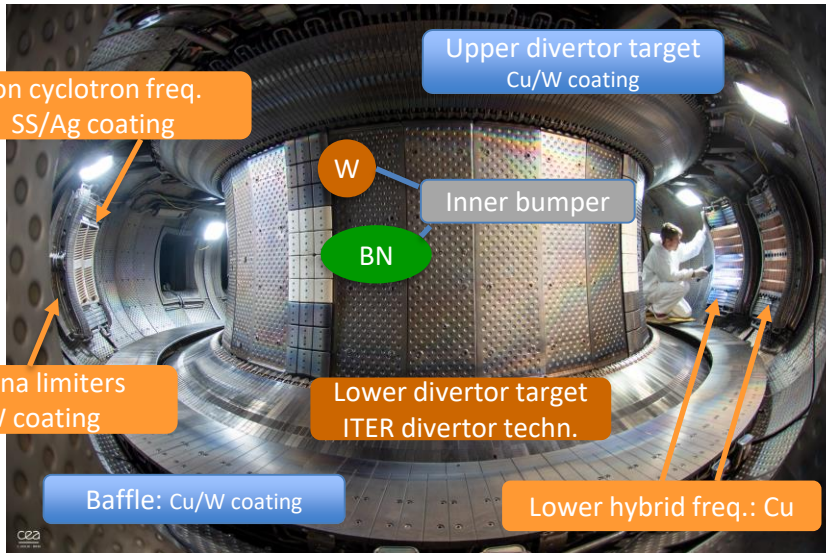 Upper divertor target
Cu/W coating
on cyclotron freq.
SS/Ag coating
W
Inner bumper
BN
na limiters
coating
Lower divertor target
ITER divertor techn.
Baffle: Cu/W coating
Lower hybrid freq.: Cu
cea